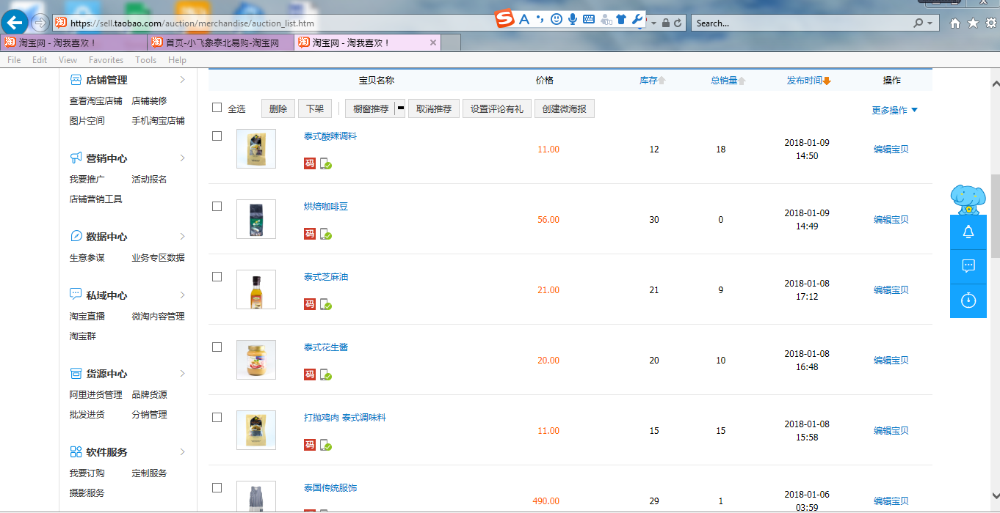 https://sell.taobao.com/auction/merchandise/auction_list.htm
Search...
淘宝网 - 淘我喜欢！
首页-小飞象泰北易购-淘宝网
淘宝网 - 淘我喜欢！
File Edit View Favorites Tools Help
店铺管理
查看淘宝店铺 店铺装修
图片空间 手机淘宝店铺
营销中心
我要推广 活动报名
店铺营销工具
数据中心
生意参谋 业务专区数据
私域中心
淘宝直播 微淘内容管理
淘宝群
货源中心
阿里进货管理 品牌货源
批发进货 分销管理
软件服务
我要订购 定制服务
摄影服务
宝贝名称 价格 库存 总销量 发布时间 操作
全选 删除 下架 橱窗推荐 取消推荐 设置评论有礼 创建微海报 更多操作
泰式酸辣调料
码
11.00 12 18 2018-01-09
14:50
编辑宝贝
烘焙咖啡豆
码
56.00 30 0 2018-01-09
14:49
编辑宝贝
泰式芝麻油
码
21.00 21 9 2018-01-08
17:12
编辑宝贝
泰式花生酱
码
20.00 20 10 2018-01-08
16:48
编辑宝贝
打抛鸡肉 泰式调味料
码
11.00 15 15 2018-01-08
15:58
编辑宝贝
泰国传统服饰
490.00 29 1 2018-01-06
03:59
编辑宝贝